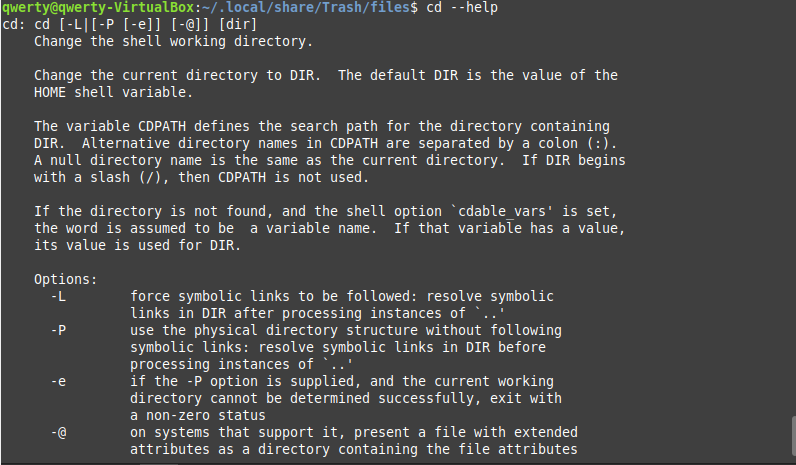 qwerty@qwerty-VirtualBox:~/.local/share/Trash/files$ cd --help
cd: cd [-L|[-P [-e]] [-@]] [dir]
    Change the shell working directory.

    Change the current directory to DIR.  The default DIR is the value of the
    HOME shell variable.

    The variable CDPATH defines the search path for the directory containing
    DIR.  Alternative directory names in CDPATH are separated by a colon (:).
    A null directory name is the same as the current directory.  If DIR begins
    with a slash (/), then CDPATH is not used.

    If the directory is not found, and the shell option `cdable_vars' is set,
    the word is assumed to be  a variable name.  If that variable has a value,
    its value is used for DIR.

    Options:
      -L        force symbolic links to be followed: resolve symbolic
                links in DIR after processing instances of `..'
      -P        use the physical directory structure without following
                symbolic links: resolve symbolic links in DIR before
                processing instances of `..'
      -e        if the -P option is supplied, and the current working
                directory cannot be determined successfully, exit with
                a non-zero status
      -@        on systems that support it, present a file with extended
                attributes as a directory containing the file attributes